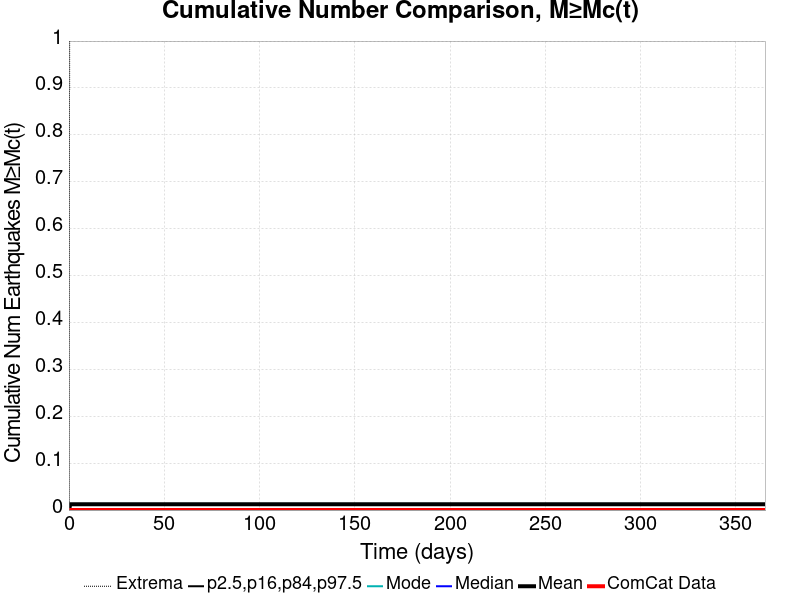 Cumulative Number Comparison, M≥Mc(t)
Cumulative Num Earthquakes M≥Mc(t)
1
0.9
0.8
0.7
0.6
0.5
0.4
0.3
0.2
0.1
0
0 50 100 150 200 250 300 350
Time (days)
Extrema p2.5,p16,p84,p97.5 Mode Median Mean ComCat Data